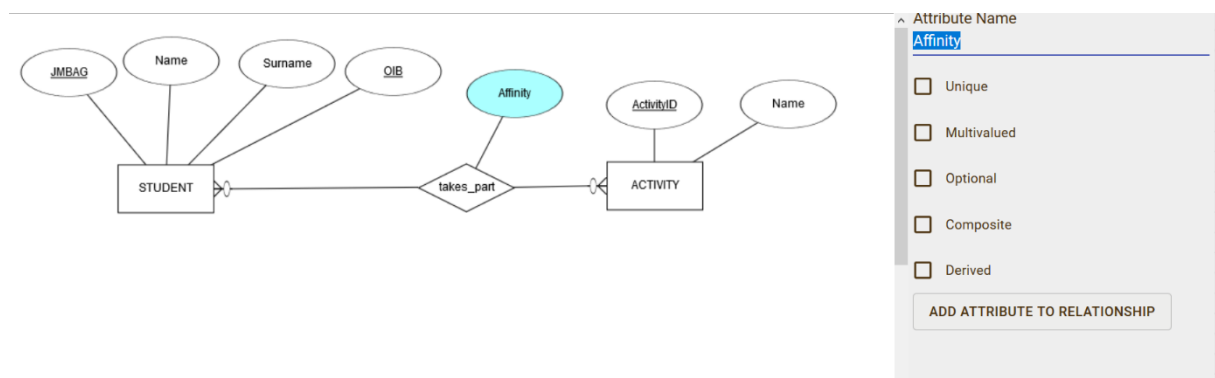 JMBAG
Name
Surname
OIB
Affinity
ActivityID
Name
STUDENT
takes_part
ACTIVITY
Attribute Name
Affinity
Unique
Multivalued
Optional
Composite
Derived
ADD ATTRIBUTE TO RELATIONSHIP